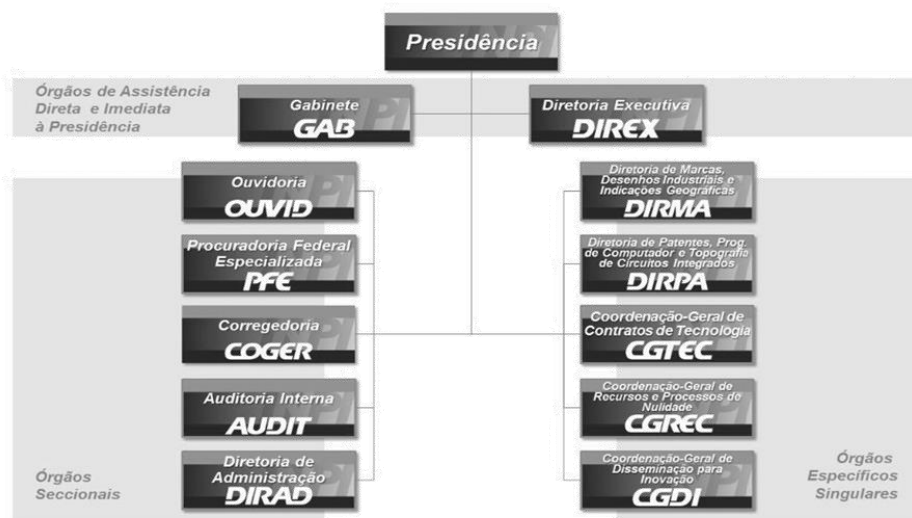 Presidência
Órgãos de Assistência
Direta e Imediata
à Presidência
Gabinete
GAB
Diretoria Executiva
DIREX
Ouvidoria
OUVID
Procuradoria Federal
Especializada
PFE
Corregedoria
COGER
Auditoria Interna
AUDIT
Diretoria de
Administração
DIRAD
Órgãos
Seccionais
Diretoria de Marcas,
Desenhos Industriais e
Indicações Geográficas
DIRMA
Diretoria de Patentes, Prog.
de Computador e Topografia
de Circuitos Integrados
DIRPA
Coordenação-Geral de
Contratos de Tecnologia
CGTEC
Coordenação-Geral de
Recursos e Processos de
Nulidade
CGREC
Coordenação-Geral de
Disseminação para
Inovação
CGDI
Órgãos
Específicos
Singulares